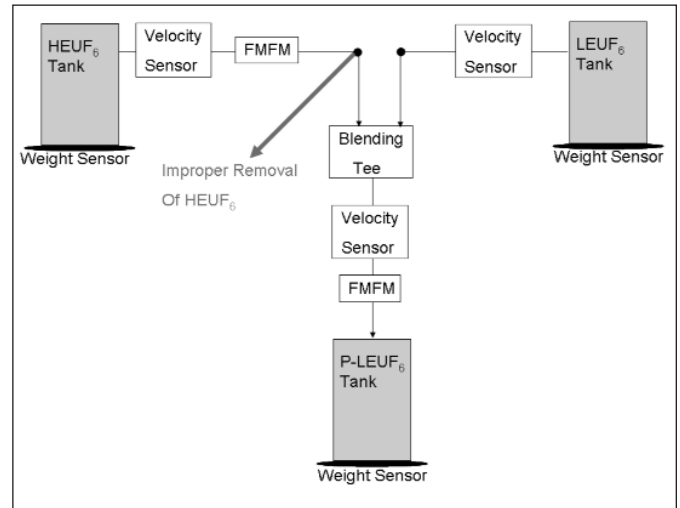 HEUF₆
Tank
Weight Sensor
Velocity
Sensor
FMFM
Velocity
Sensor
LEUF₆
Tank
Weight Sensor
Improper Removal
Of HEUF₆
Blending
Tee
Velocity
Sensor
FMFM
P-LEUF₆
Tank
Weight Sensor